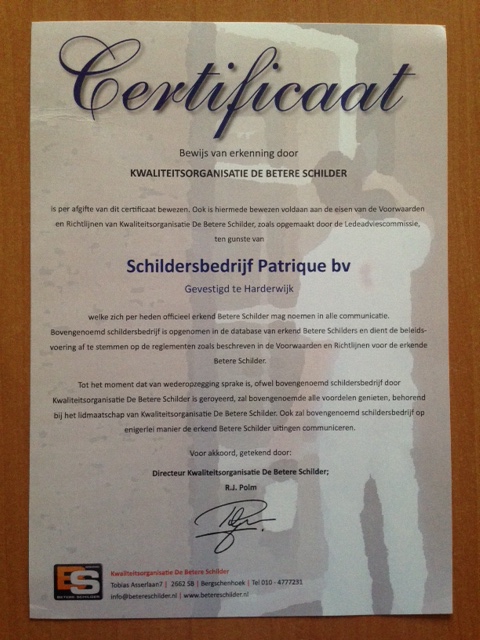 Certificaat
Bewijs van erkenning door
KWALITEITSORGANISATIE DE BETERE SCHILDER
is per afgifte van dit certificaat bewezen. Ook is hiermede bewezen voldaan aan de eisen van de Voorwaarden
en Richtlijnen van Kwaliteitsorganisatie De Betere Schilder, zoals opgemaakt door de Ledeadviescommissie,
ten gunste van
Schildersbedrijf Patrique bv
Gevestigd te Harderwijk
welke zich per heden officieel erkend Betere Schilder mag noemen in alle communicatie.
Bovengenoemd schildersbedrijf is opgenomen in de database van erkend Betere Schilders en dient de beleids-
voering af te stemmen op de reglementen zoals beschreven in de Voorwaarden en Richtlijnen voor de erkende
Betere Schilder.
Tot het moment dat van wederopzegging sprake is, ofwel bovengenoemd schildersbedrijf door
Kwaliteitsorganisatie De Betere Schilder is geroyeerd, zal bovengenoemde alle voordelen genieten, behorend
bij het lidmaatschap van Kwaliteitsorganisatie De Betere Schilder. Ook zal bovengenoemd schildersbedrijf op
enigerlei manier de erkend Betere Schilder uitingen communiceren.
Voor akkoord, getekend door:
Directeur Kwaliteitsorganisatie De Betere Schilder;
R.J. Polm
BS
BETERE SCHILDER
Kwaliteitsorganisatie De Betere Schilder
Tobias Asserlaan7 | 2662 SB | Bergschenhoek | Tel 010 - 4777231
info@betereschilder.nl | www.betereschilder.nl